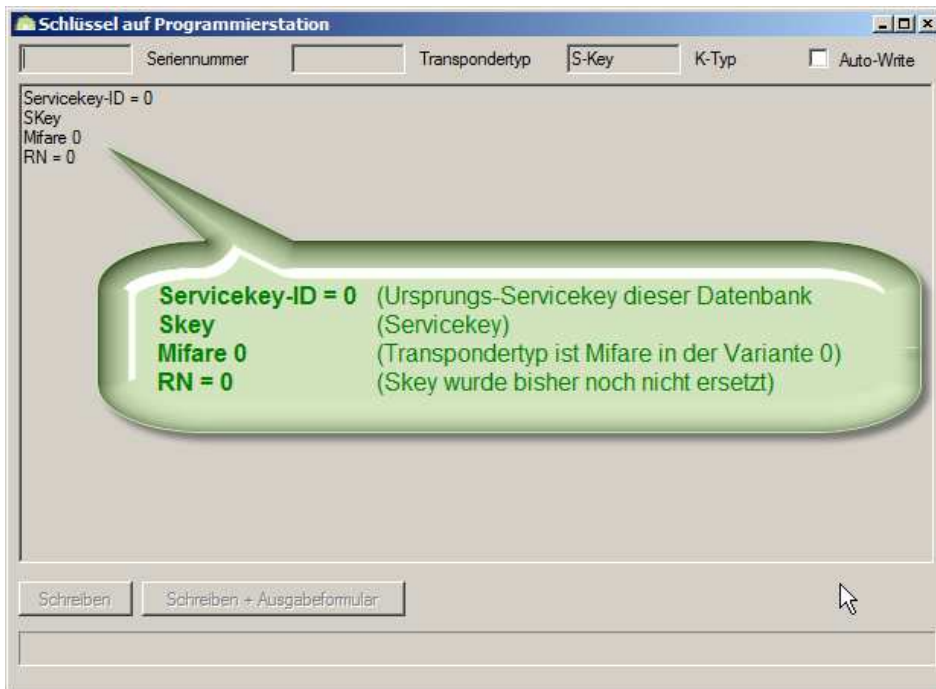 Schlüssel auf Programmierstation
Seriennummer Transpondertyp S-Key K-Typ Auto-Write
Servicekey-ID = 0
SKey
Mifare 0
RN = 0
Servicekey-ID = 0 (Ursprungs-Servicekey dieser Datenbank
Skey (Servicekey)
Mifare 0 (Transpondertyp ist Mifare in der Variante 0)
RN = 0 (Skey wurde bisher noch nicht ersetzt)
Schreiben Schreiben + Ausgabeformular